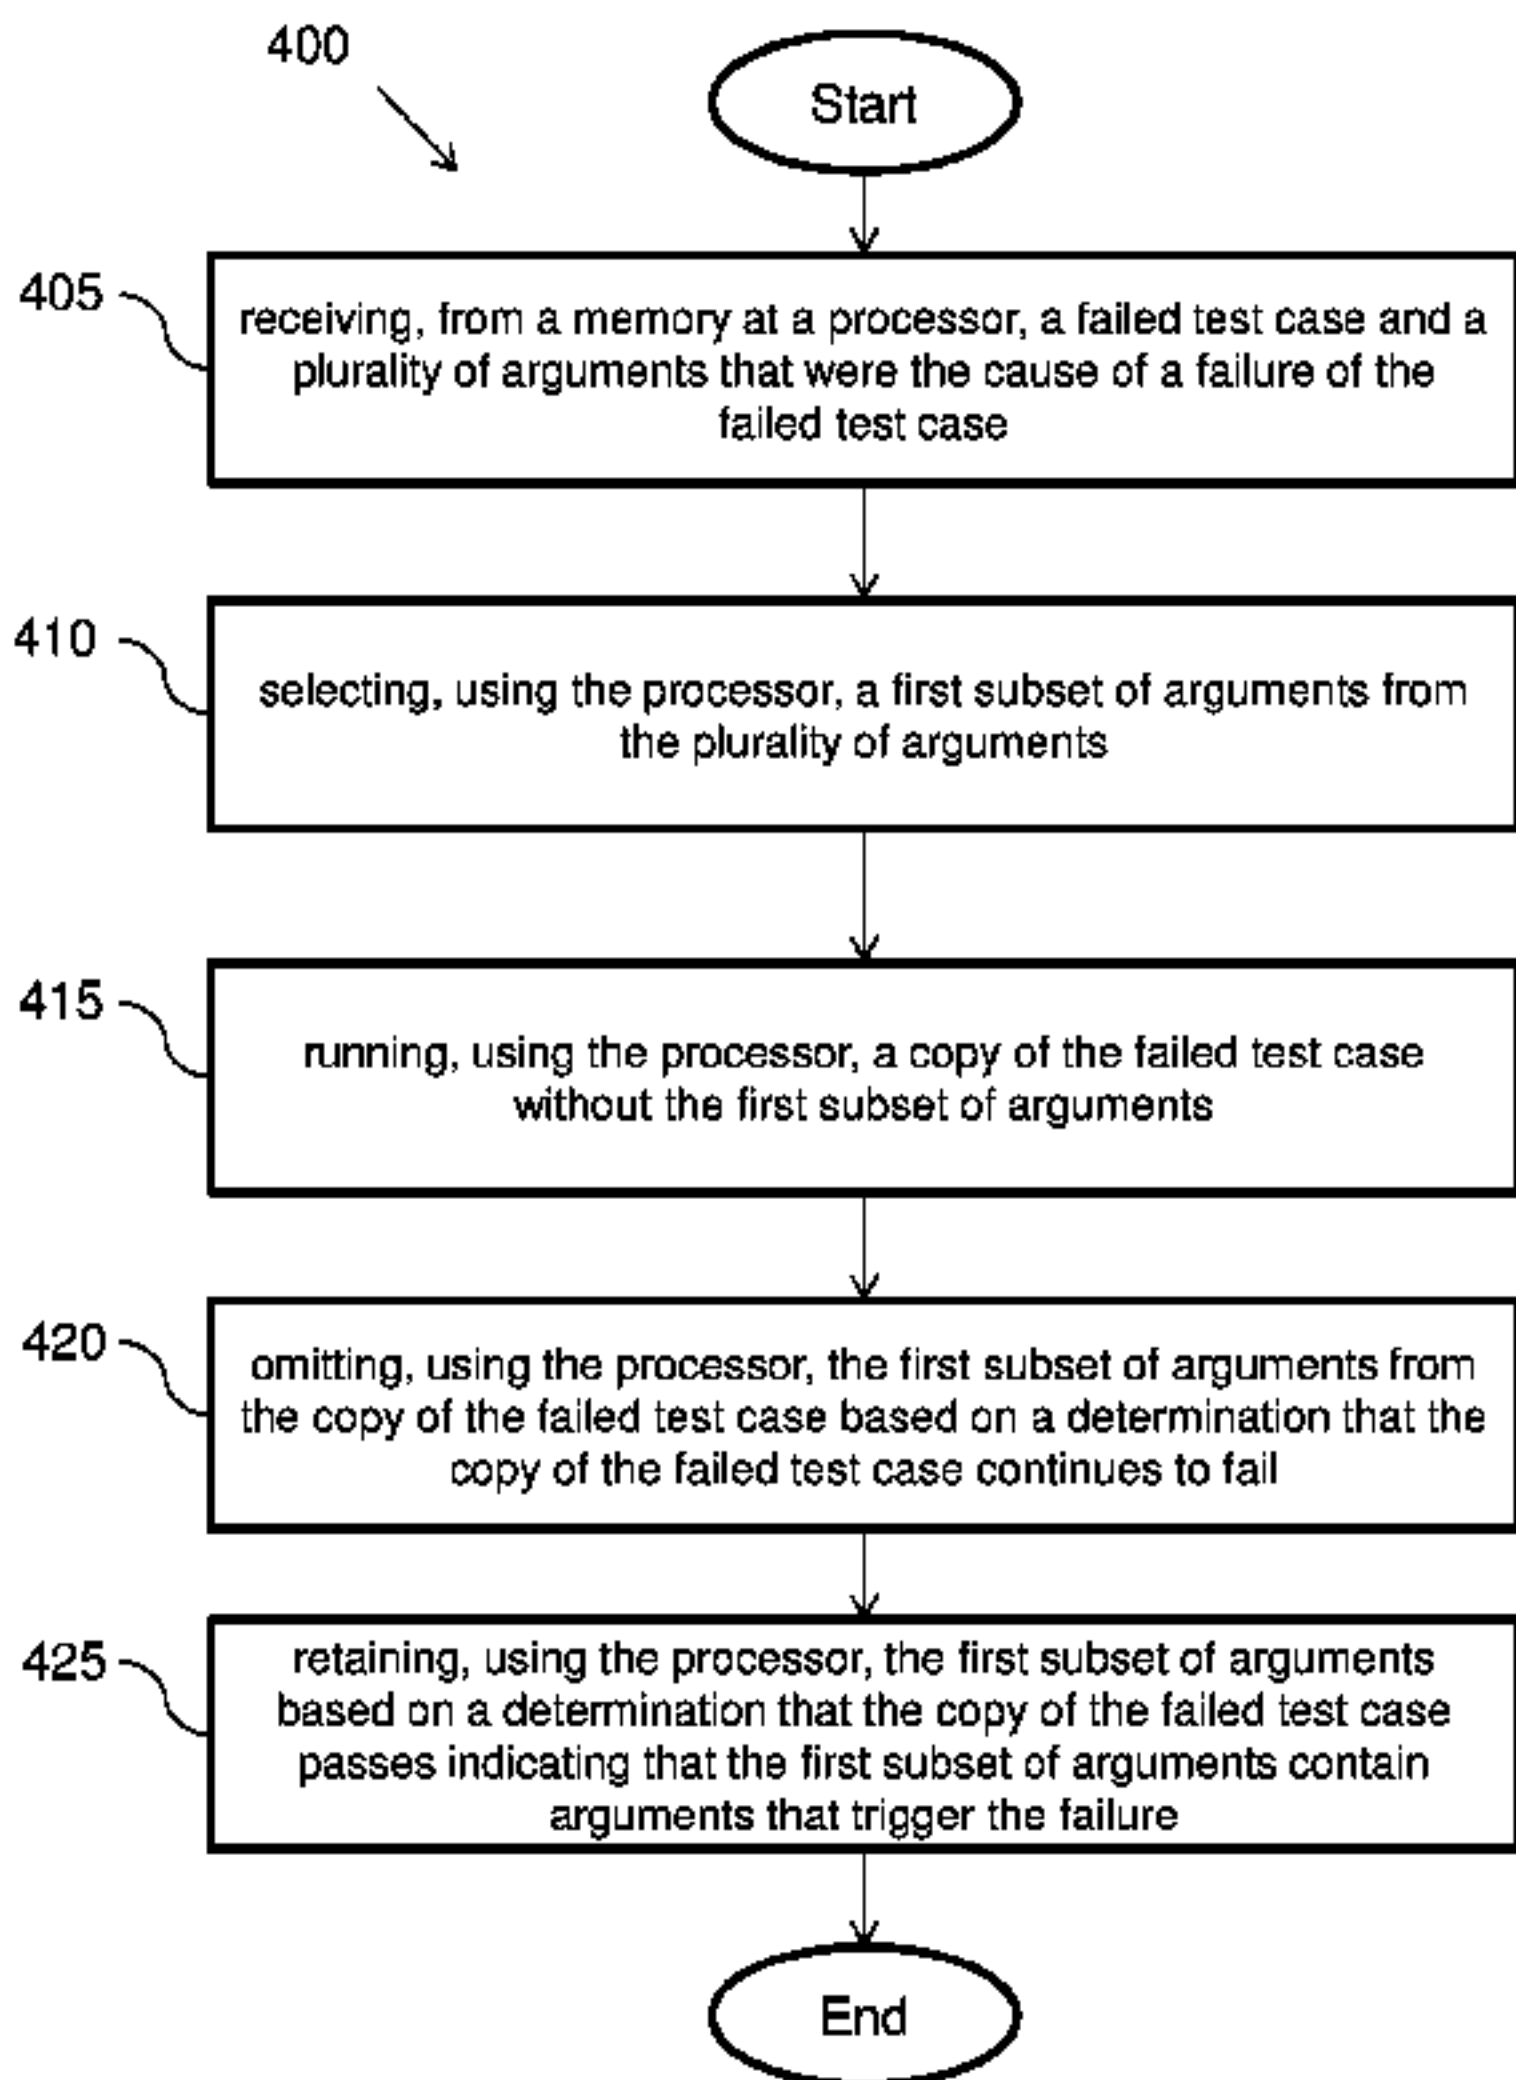 400
Start
405
receiving, from a memory at a processor, a failed test case and a
plurality of arguments that were the cause of a failure of the
failed test case
410
selecting, using the processor, a first subset of arguments from
the plurality of arguments
415
running, using the processor, a copy of the failed test case
without the first subset of arguments
420
omitting, using the processor, the first subset of arguments from
the copy of the failed test case based on a determination that the
copy of the failed test case continues to fail
425
retaining, using the processor, the first subset of arguments
based on a determination that the copy of the failed test case
passes indicating that the first subset of arguments contain
arguments that trigger the failure
End